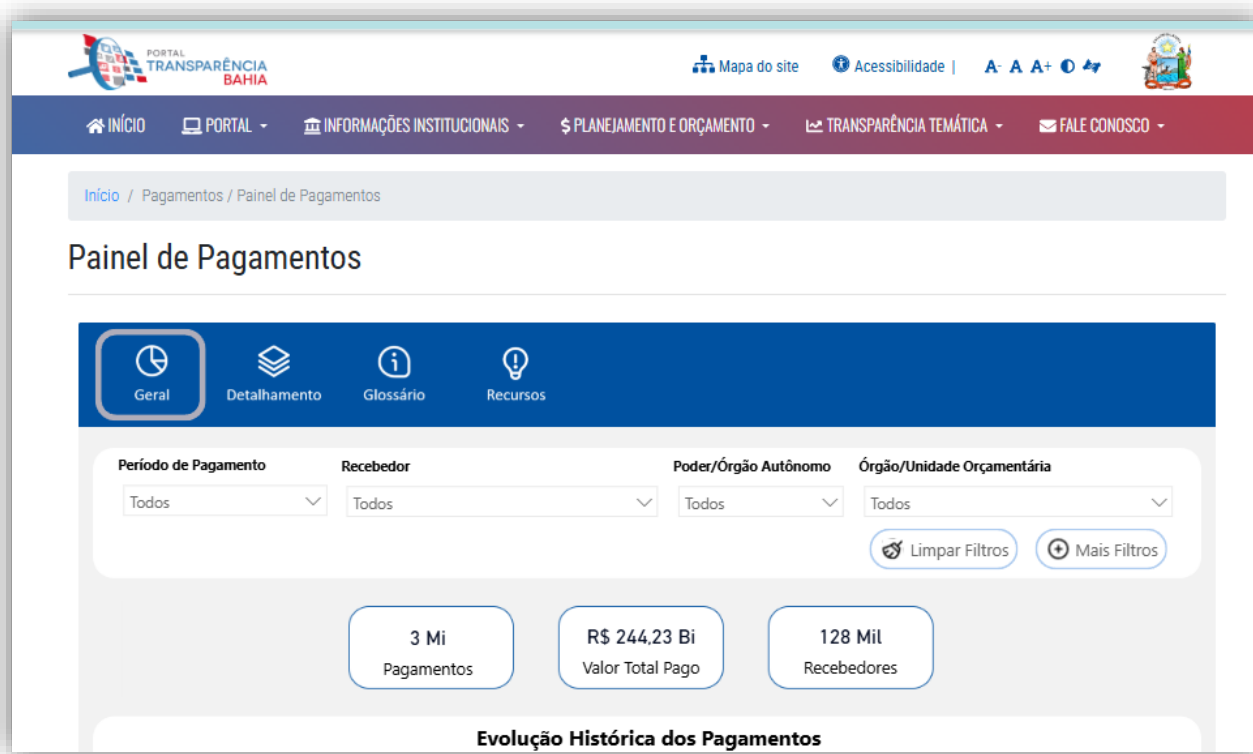 PORTAL
TRANSPARÊNCIA
BAHIA
Mapa do site Acessibilidade | A- A A+
INÍCIO PORTAL INFORMAÇÕES INSTITUCIONAIS $ PLANEJAMENTO E ORÇAMENTO TRANSPARÊNCIA TEMÁTICA FALE CONOSCO
Início / Pagamentos / Painel de Pagamentos
Painel de Pagamentos
Geral Detalhamento Glossário Recursos
Período de Pagamento Recebedor Poder/Órgão Autônomo Órgão/Unidade Orçamentária
Todos Todos Todos Todos
Limpar Filtros Mais Filtros
3 Mi R$ 244,23 Bi 128 Mil
Pagamentos Valor Total Pago Recebedores
Evolução Histórica dos Pagamentos